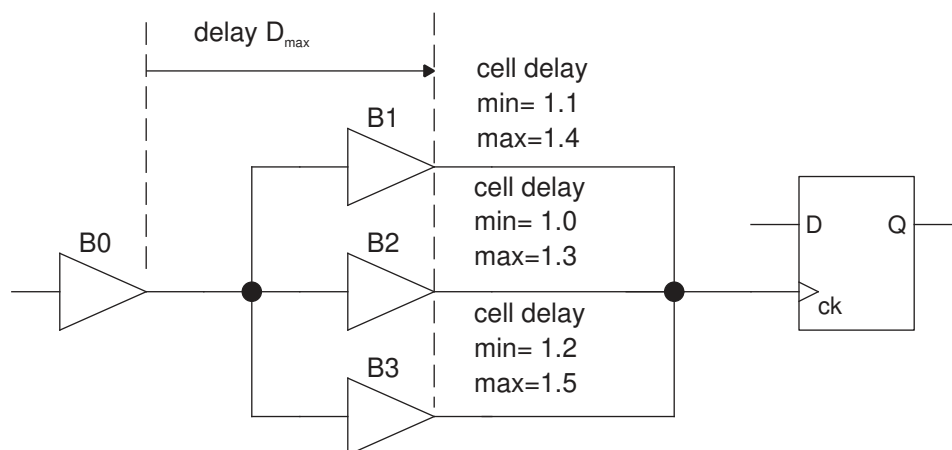 delay Dmax
cell delay
min= 1.1
max=1.4
B1
cell delay
min= 1.0
max=1.3
B2
B0
D
Q
ck
cell delay
min= 1.2
max=1.5
B3